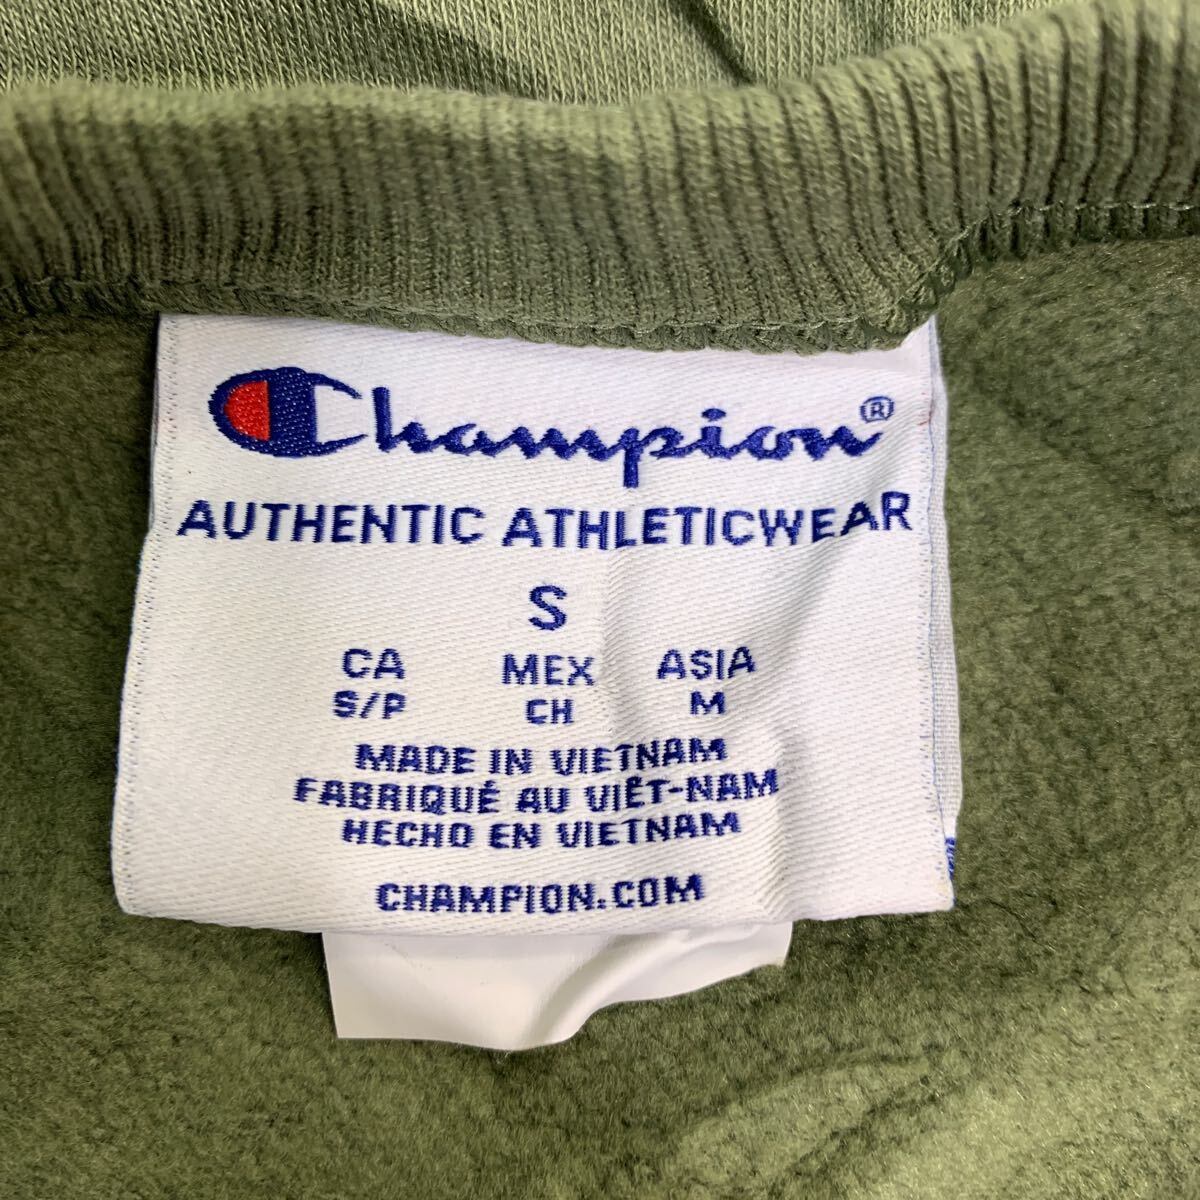 Champion®
AUTHENTIC ATHLETICWEAR
S
CA MEX ASIA
S/P CH M
MADE IN VIETNAM
FABRIQUÉ AU VIÊT-NAM
HECHO EN VIETNAM
CHAMPION.COM